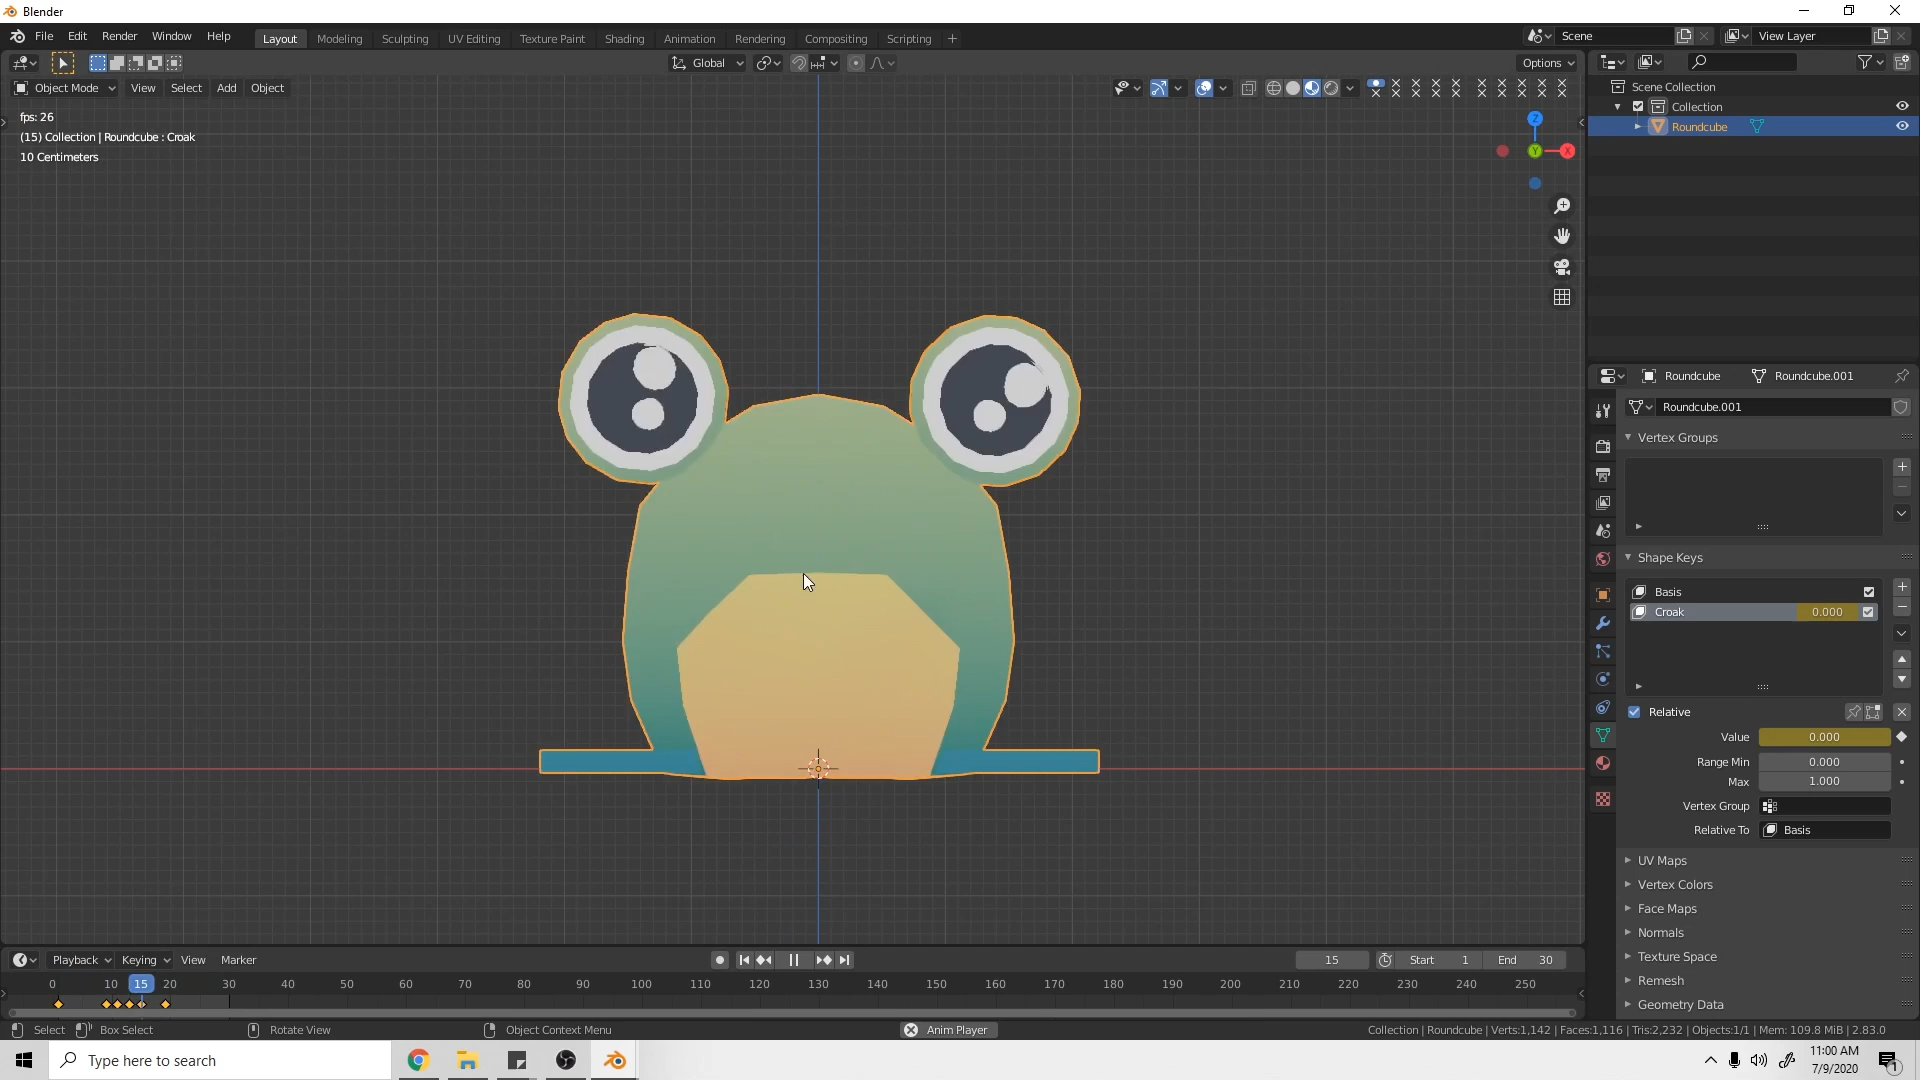 Blender
File Edit Render Window Help Layout Modeling Sculpting UV Editing Texture Paint Shading Animation Rendering Compositing Scripting + Scene View Layer
Global Options
Object Mode View Select Add Object
fps: 26
(15) Collection | Roundcube : Croak
10 Centimeters
Z
Y
X
Scene Collection
Collection
Roundcube
Roundcube Roundcube.001
Roundcube.001
Vertex Groups
Shape Keys
Basis
Croak 0.000
Relative
Value 0.000
Range Min 0.000
Max 1.000
Vertex Group
Relative To Basis
UV Maps
Vertex Colors
Face Maps
Normals
Texture Space
Remesh
Geometry Data
Playback Keying View Marker 15 Start 1 End 30
0 10 15 20 30 40 50 60 70 80 90 100 110 120 130 140 150 160 170 180 190 200 210 220 230 240 250
Select Box Select Rotate View Object Context Menu Anim Player Collection | Roundcube | Verts:1,142 | Faces:1,116 | Tris:2,232 | Objects:1/1 | Mem: 109.8 MiB | 2.83.0
Type here to search
11:00 AM
7/9/2020
1